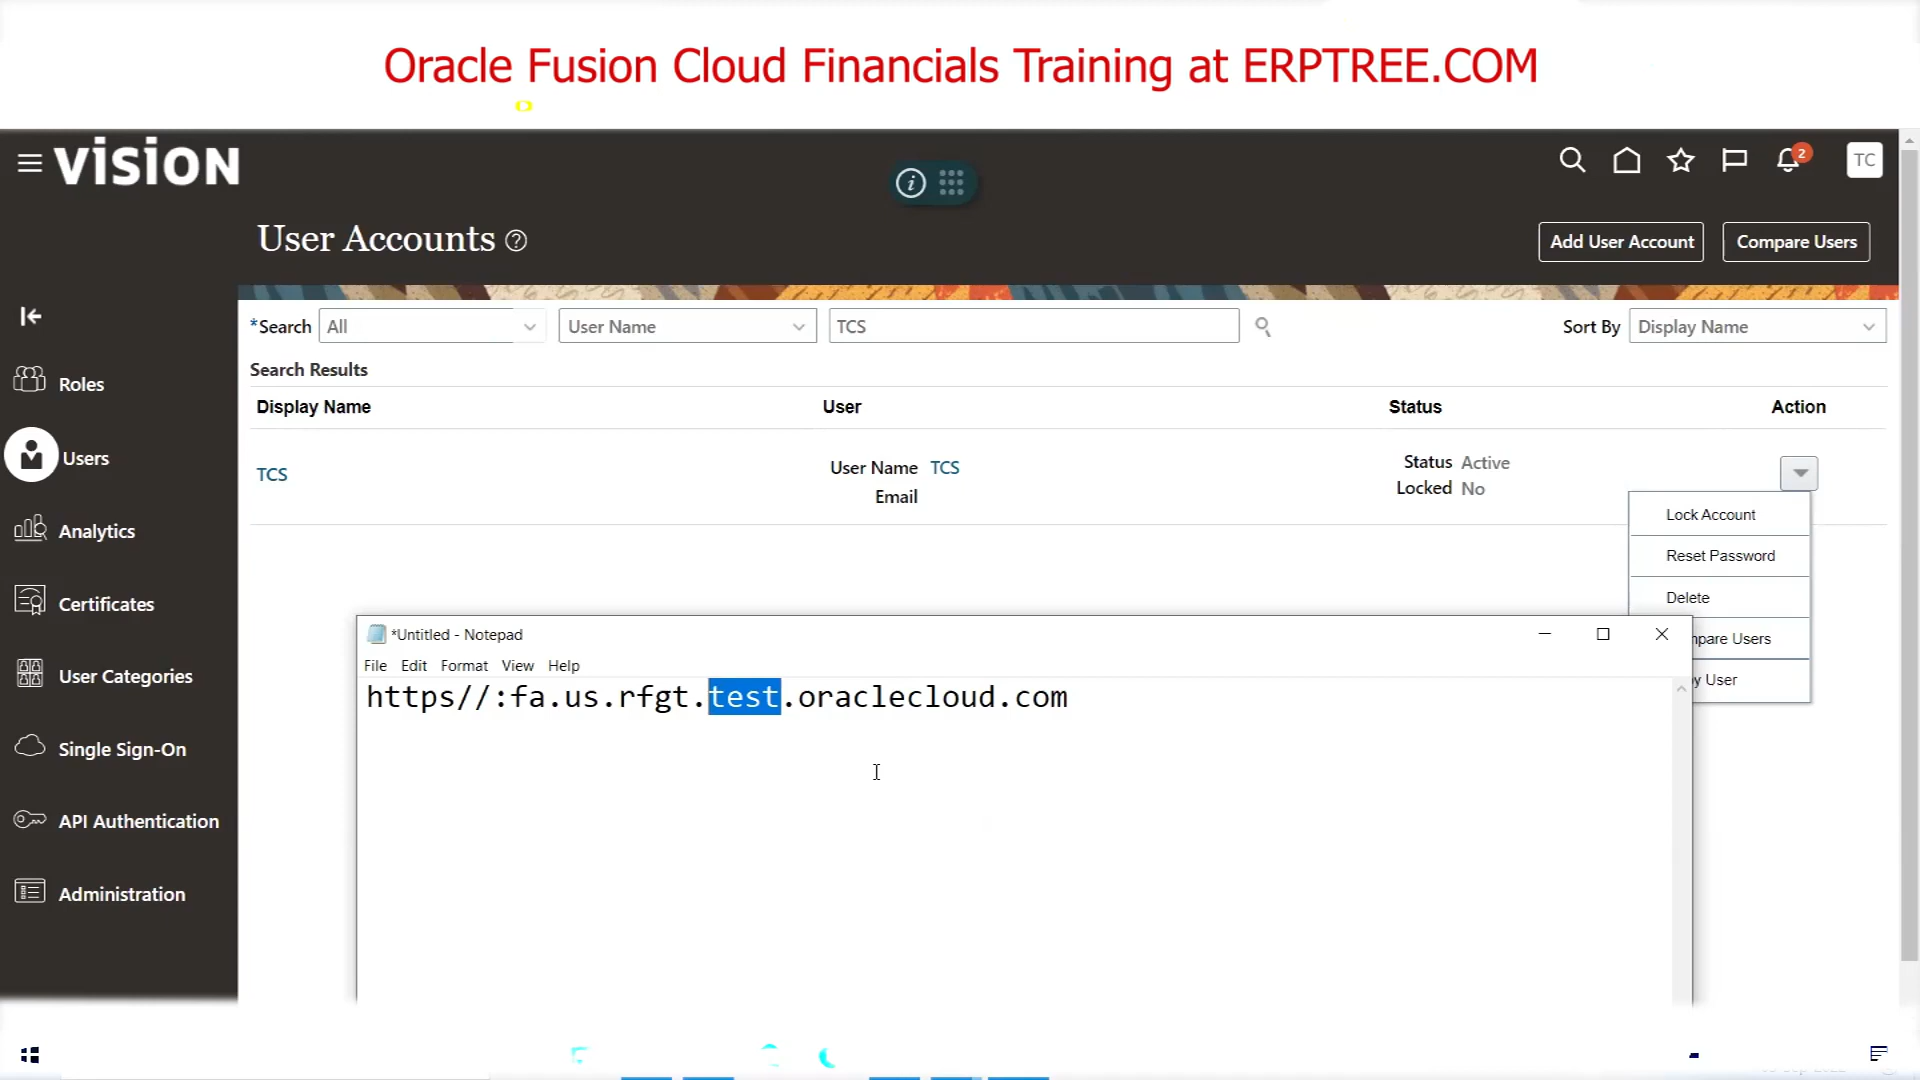 Oracle Fusion Cloud Financials Training at ERPTREE.COM
vision
2
TC
User Accounts
Add User Account
Compare Users
*Search All
User Name
TCS
Sort By Display Name
Search Results
Display Name
User
Status
Action
TCS
User Name TCS
Email
Status Active
Locked No
Lock Account
Reset Password
Delete
mpare Users
y User
Roles
Users
Analytics
Certificates
User Categories
Single Sign-On
API Authentication
Administration
*Untitled - Notepad
File Edit Format View Help
https//:fa.us.rfgt.test.oraclecloud.com